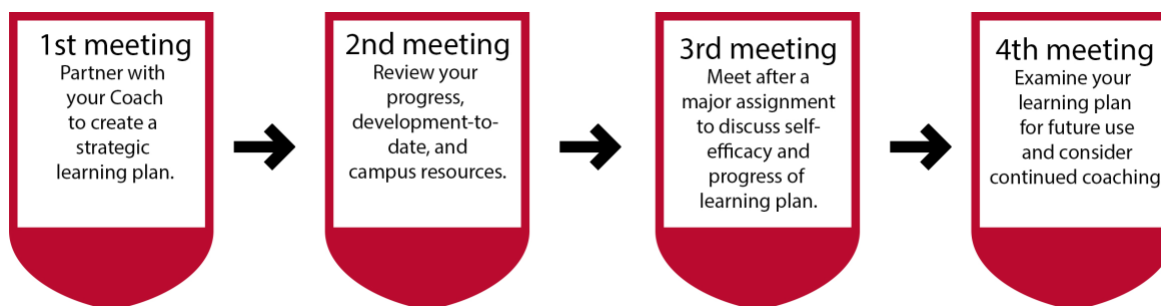 1st meeting
Partner with
your Coach
to create a
strategic
learning plan.
2nd meeting
Review your
progress,
development-to-
date, and
campus resources.
3rd meeting
Meet after a
major assignment
to discuss self-
efficacy and
progress of
learning plan.
4th meeting
Examine your
learning plan
for future use
and consider
continued coaching